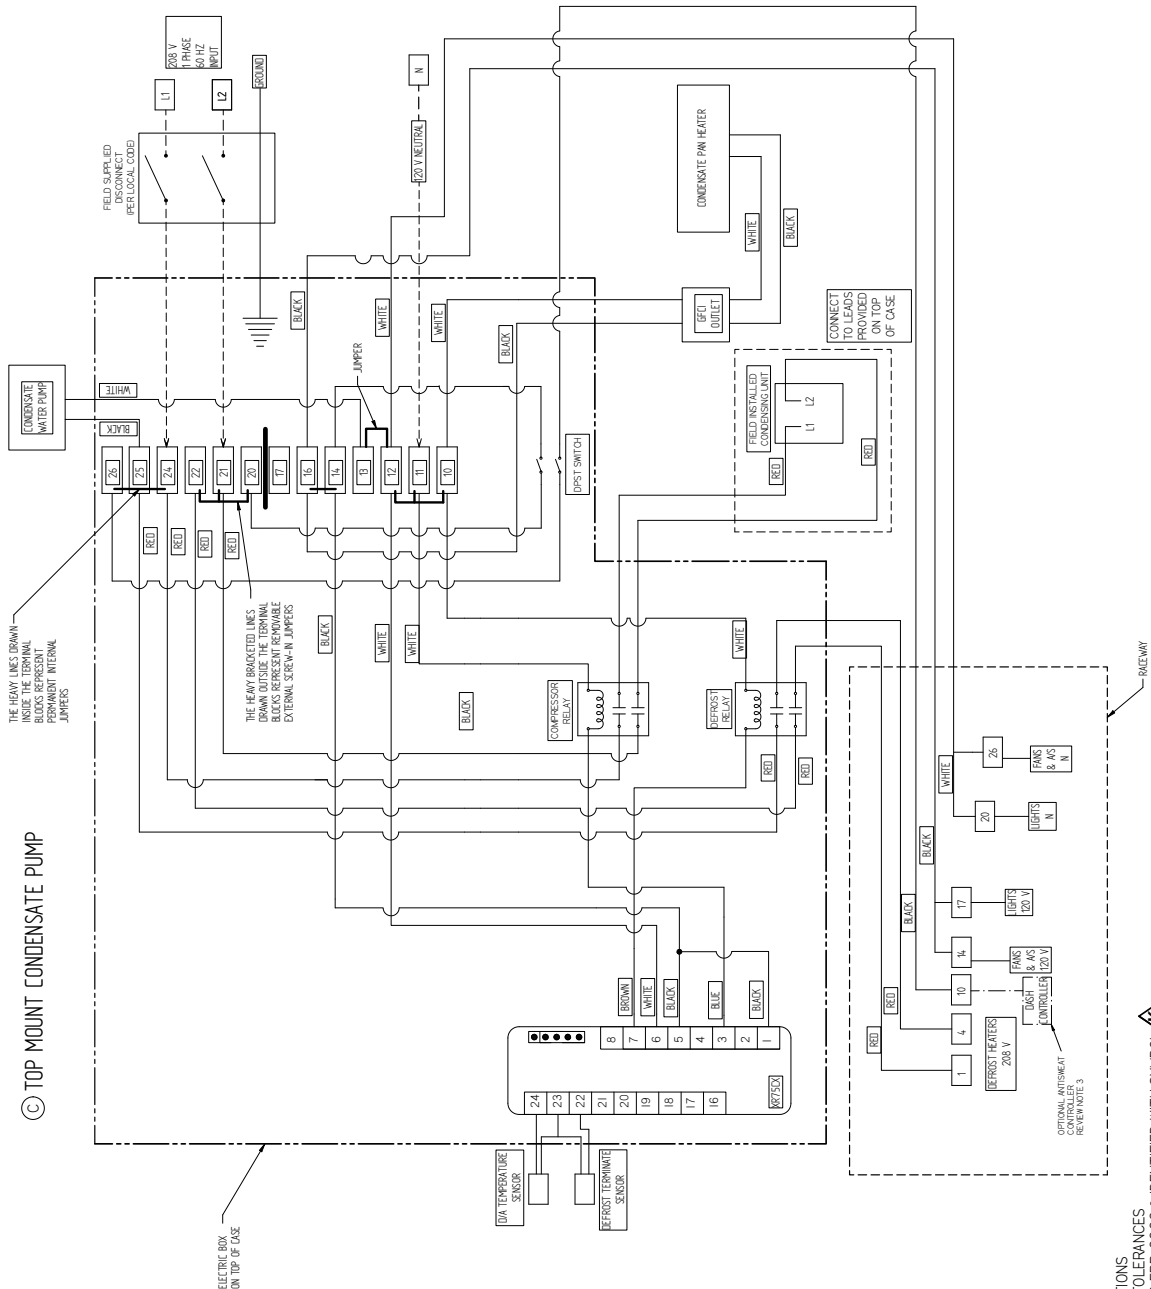 208 V
1 PHASE
60 HZ
INPUT
GROUND
L1
L2
FIELD SUPPLIED
DISCONNECT
(PER LOCAL CODE)
N
120 V NEUTRAL
CONDENSATE PAN HEATER
WHITE
BLACK
GFCI
OUTLET
CONNECT
TO LEADS
PROVIDED
ON TOP
OF CASE
FIELD INSTALLED
CONDENSING UNIT
L1
L2
RED
RED
CONDENSATE
WATER PUMP
WHITE
BLACK
BLACK
WHITE
WHITE
BLACK
JUMPER
26
25
24
22
21
20
17
16
14
13
12
11
10
DPST SWITCH
THE HEAVY LINES DRAWN
INSIDE THE TERMINAL
BLOCKS REPRESENT
PERMANENT INTERNAL
JUMPERS
RED
RED
RED
RED
THE HEAVY BRACKETED LINES
DRAWN OUTSIDE THE TERMINAL
BLOCKS REPRESENT REMOVABLE
EXTERNAL SCREW-IN JUMPERS
BLACK
WHITE
WHITE
BLACK
COMPRESSOR
RELAY
WHITE
DEFROST
RELAY
RED
RED
C TOP MOUNT CONDENSATE PUMP
BROWN
WHITE
BLACK
BLUE
BLACK
8
7
6
5
4
3
2
1
XR75CX
24
23
22
21
20
19
18
17
16
D/A TEMPERATURE
SENSOR
DEFROST TERMINATE
SENSOR
ELECTRIC BOX
ON TOP OF CASE
RACEWAY
WHITE
26
FANS
& A/S
N
20
LIGHTS
N
BLACK
17
LIGHTS
120 V
BLACK
14
FANS
& A/S
120 V
10
DASH
CONTROLLER
RED
RED
4
1
DEFROST HEATERS
208 V
OPTIONAL ANTISWEAT
CONTROLLER
REVIEW NOTE 3
TIONS
TOLERANCES